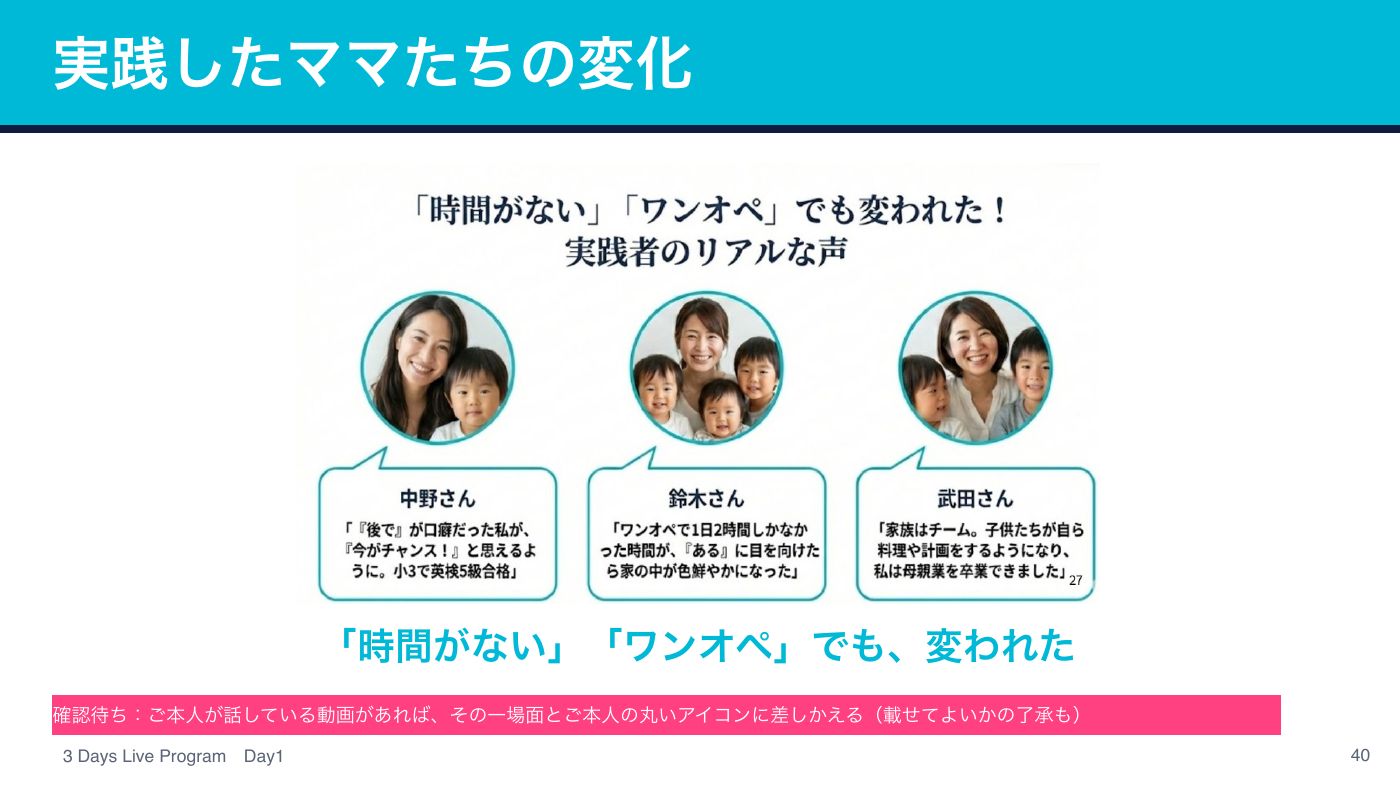 実践したママたちの変化
「時間がない」「ワンオペ」でも変われた！
実践者のリアルな声
中野さん
「『後で』が口癖だった私が、
『今がチャンス！』と思えるよ
うに。小3で英検5級合格」
鈴木さん
「ワンオペで1日2時間しかなか
った時間が、『ある』に目を向けた
ら家の中が色鮮やかになった」
武田さん
「家族はチーム。子供たちが自ら
料理や計画をするようになり、
私は母親業を卒業できました」
27
「時間がない」「ワンオペ」でも、変われた
確認待ち：ご本人が話している動画があれば、その一場面とご本人の丸いアイコンに差しかえる（載せてよいかの了承も）
3 Days Live Program　Day1
40